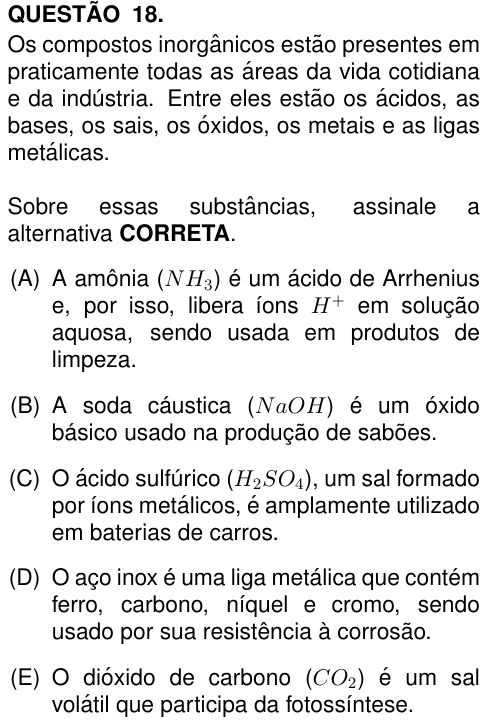 QUESTÃO 18.
Os compostos inorgânicos estão presentes em
praticamente todas as áreas da vida cotidiana
e da indústria. Entre eles estão os ácidos, as
bases, os sais, os óxidos, os metais e as ligas
metálicas.
Sobre essas substâncias, assinale a
alternativa CORRETA.
(A) A amônia (NH₃) é um ácido de Arrhenius
e, por isso, libera íons H⁺ em solução
aquosa, sendo usada em produtos de
limpeza.
(B) A soda cáustica (NaOH) é um óxido
básico usado na produção de sabões.
(C) O ácido sulfúrico (H₂SO₄), um sal formado
por íons metálicos, é amplamente utilizado
em baterias de carros.
(D) O aço inox é uma liga metálica que contém
ferro, carbono, níquel e cromo, sendo
usado por sua resistência à corrosão.
(E) O dióxido de carbono (CO₂) é um sal
volátil que participa da fotossíntese.